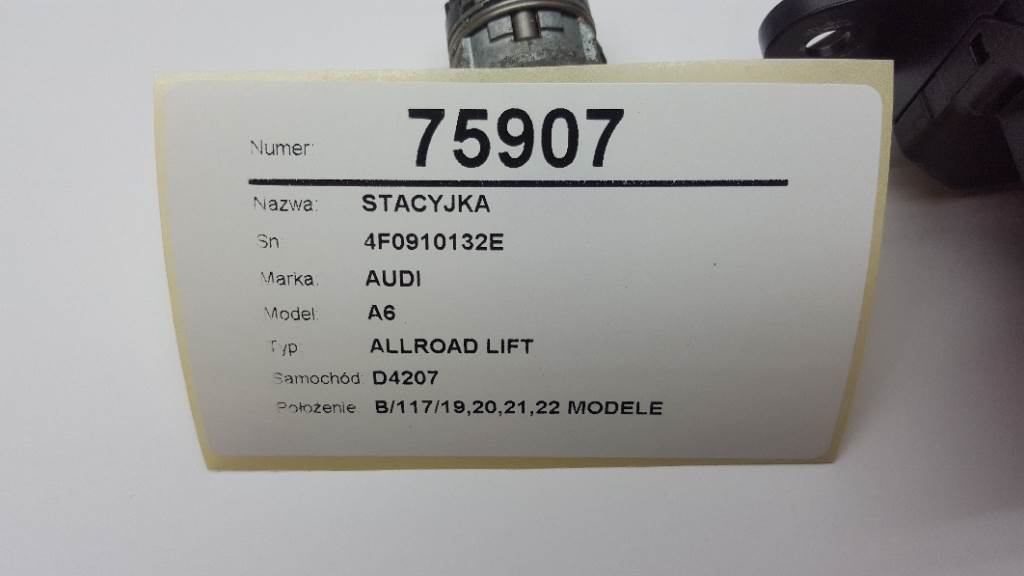 Numer: 75907
Nazwa: STACYJKA
Sn: 4F0910132E
Marka: AUDI
Model: A6
Typ: ALLROAD LIFT
Samochód: D4207
Położenie: B/117/19,20,21,22 MODELE